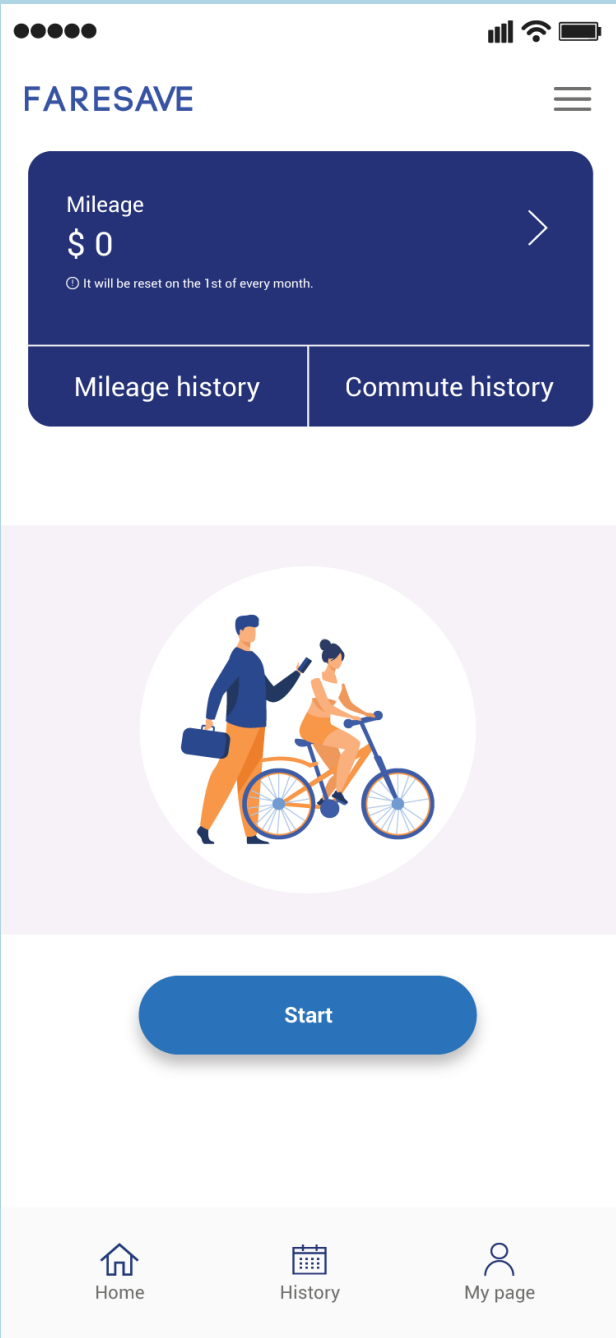 FARESAVE
Mileage
$ 0
It will be reset on the 1st of every month.
Mileage history
Commute history
Start
Home
History
My page